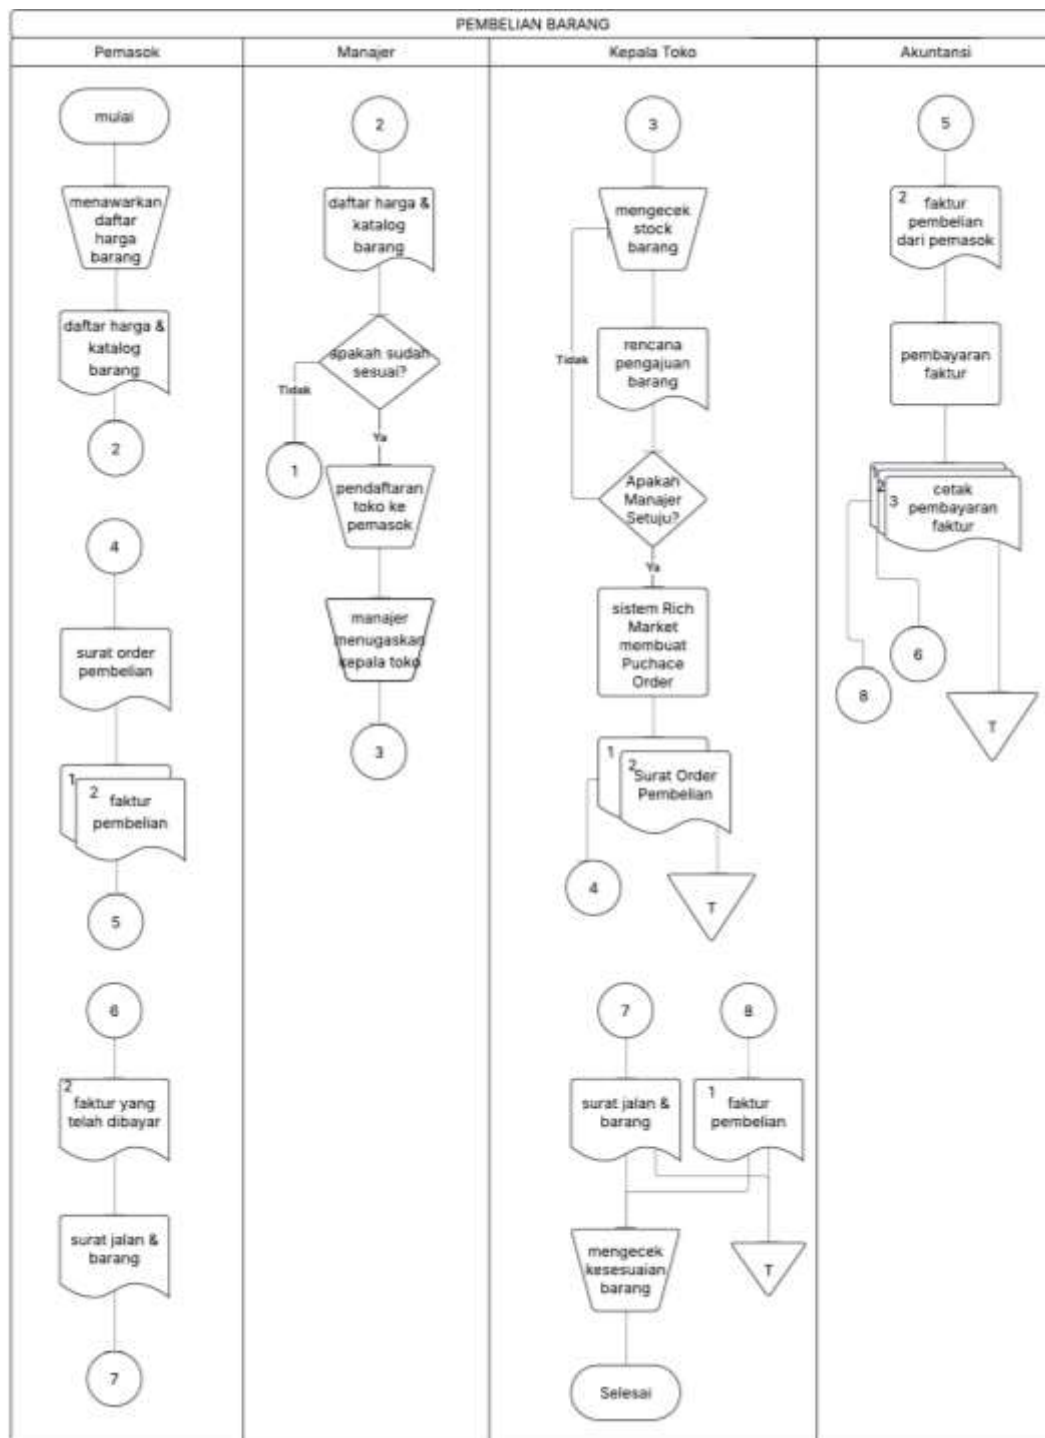 PEMBELIAN BARANG
Pemasok
Manajer
Kepala Toko
Akuntansi
mulai
menawarkan
daftar
harga
barang
daftar harga &
katalog
barang
2
4
surat order
pembelian
1
2
faktur
pembelian
5
6
2
faktur yang
telah dibayar
surat jalan &
barang
7
2
daftar harga &
katalog
barang
apakah sudah
sesuai?
Tidak
Ya
1
pendaftaran
toko ke
pemasok
manajer
menugaskan
kepala toko
3
3
mengecek
stock
barang
Tidak
rencana
pengajuan
barang
Apakah
Manajer
Setuju?
Ya
sistem Rich
Market
membuat
Puchace
Order
1
2
Surat Order
Pembelian
4
T
7
8
surat jalan &
barang
1
faktur
pembelian
mengecek
kesesuaian
barang
T
Selesai
5
2
faktur
pembelian
dari pemasok
pembayaran
faktur
2
3
cetak
pembayaran
faktur
6
8
T